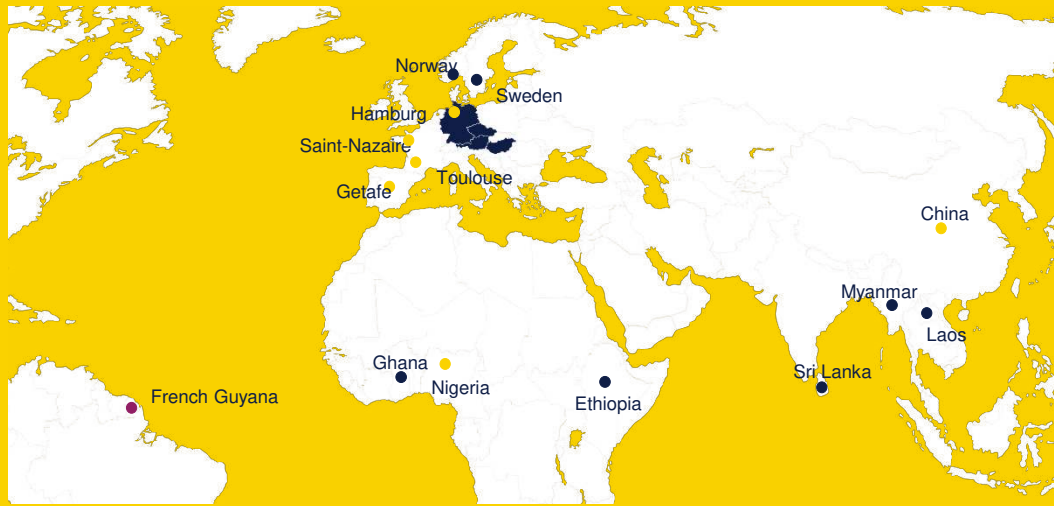 Norway
Sweden
Hamburg
Saint-Nazaire
Toulouse
Getafe
China
Myanmar
Laos
Ghana
Nigeria
Sri Lanka
Ethiopia
French Guyana